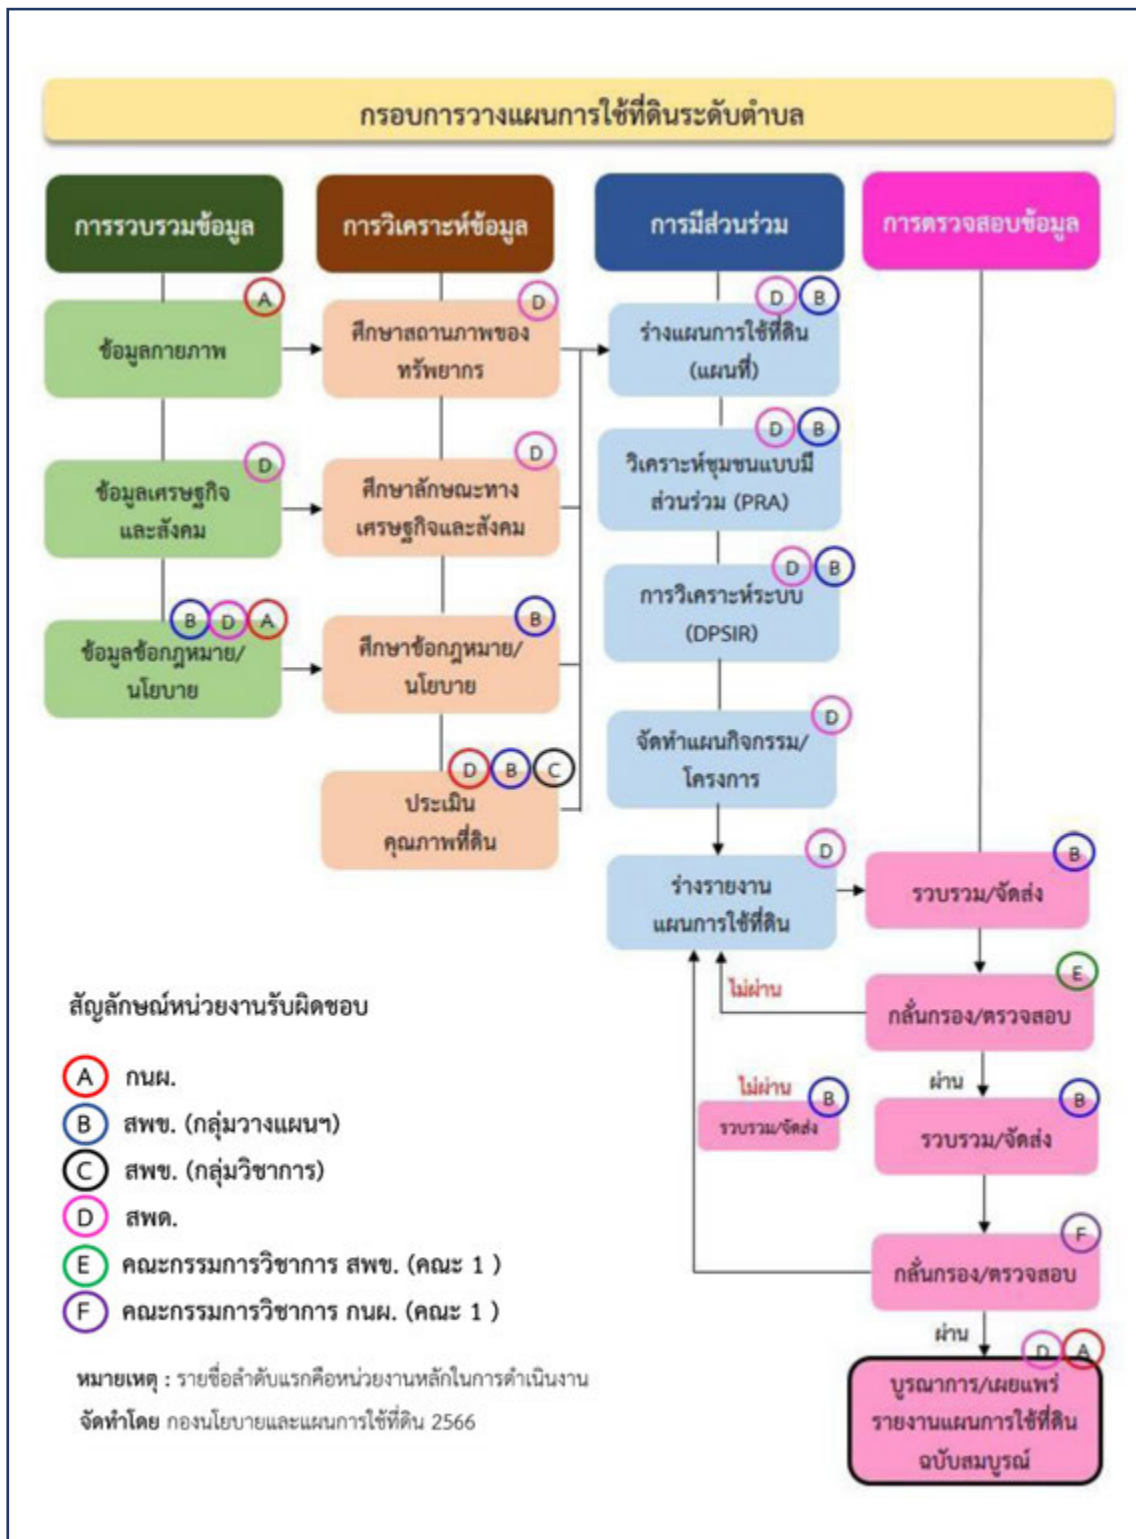 กรอบการวางแผนการใช้ที่ดินระดับตำบล
การรวบรวมข้อมูล
A
ข้อมูลกายภาพ
D
ข้อมูลเศรษฐกิจ
และสังคม
B D A
ข้อมูลข้อกฎหมาย/
นโยบาย
การวิเคราะห์ข้อมูล
D
ศึกษาสถานภาพของ
ทรัพยากร
D
ศึกษาลักษณะทาง
เศรษฐกิจและสังคม
B
ศึกษาข้อกฎหมาย/
นโยบาย
D B C
ประเมิน
คุณภาพที่ดิน
การมีส่วนร่วม
D B
ร่างแผนการใช้ที่ดิน
(แผนที่)
D B
วิเคราะห์ชุมชนแบบมี
ส่วนร่วม (PRA)
D B
การวิเคราะห์ระบบ
(DPSIR)
D
จัดทำแผนกิจกรรม/
โครงการ
D
ร่างรายงาน
แผนการใช้ที่ดิน
การตรวจสอบข้อมูล
B
รวบรวม/จัดส่ง
E
กลั่นกรอง/ตรวจสอบ
ไม่ผ่าน
ผ่าน
ไม่ผ่าน
B
รวบรวม/จัดส่ง
B
รวบรวม/จัดส่ง
F
กลั่นกรอง/ตรวจสอบ
ผ่าน
D A
บูรณาการ/เผยแพร่
รายงานแผนการใช้ที่ดิน
ฉบับสมบูรณ์
สัญลักษณ์หน่วยงานรับผิดชอบ
A กนผ.
B สพข. (กลุ่มวางแผนฯ)
C สพข. (กลุ่มวิชาการ)
D สพด.
E คณะกรรมการวิชาการ สพข. (คณะ 1 )
F คณะกรรมการวิชาการ กนผ. (คณะ 1 )
หมายเหตุ : รายชื่อลำดับแรกคือหน่วยงานหลักในการดำเนินงาน
จัดทำโดย กองนโยบายและแผนการใช้ที่ดิน 2566